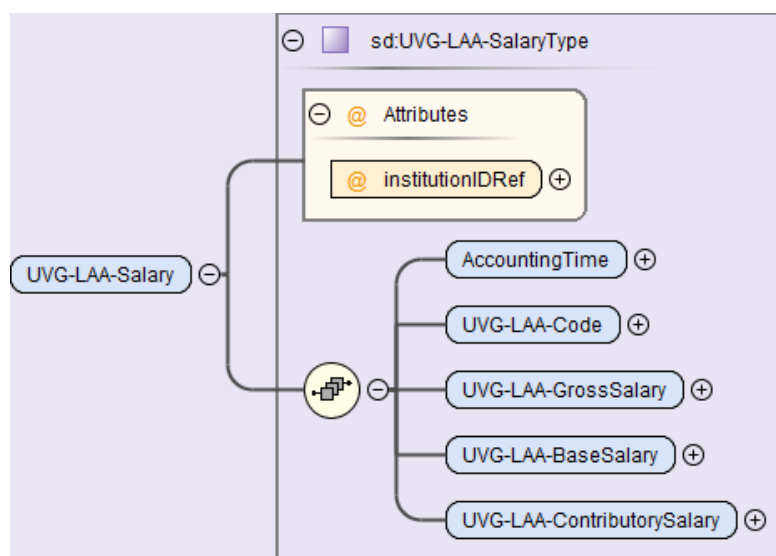 sd:UVG-LAA-SalaryType
@ Attributes
@ institutionIDRef
UVG-LAA-Salary
AccountingTime
UVG-LAA-Code
UVG-LAA-GrossSalary
UVG-LAA-BaseSalary
UVG-LAA-ContributorySalary